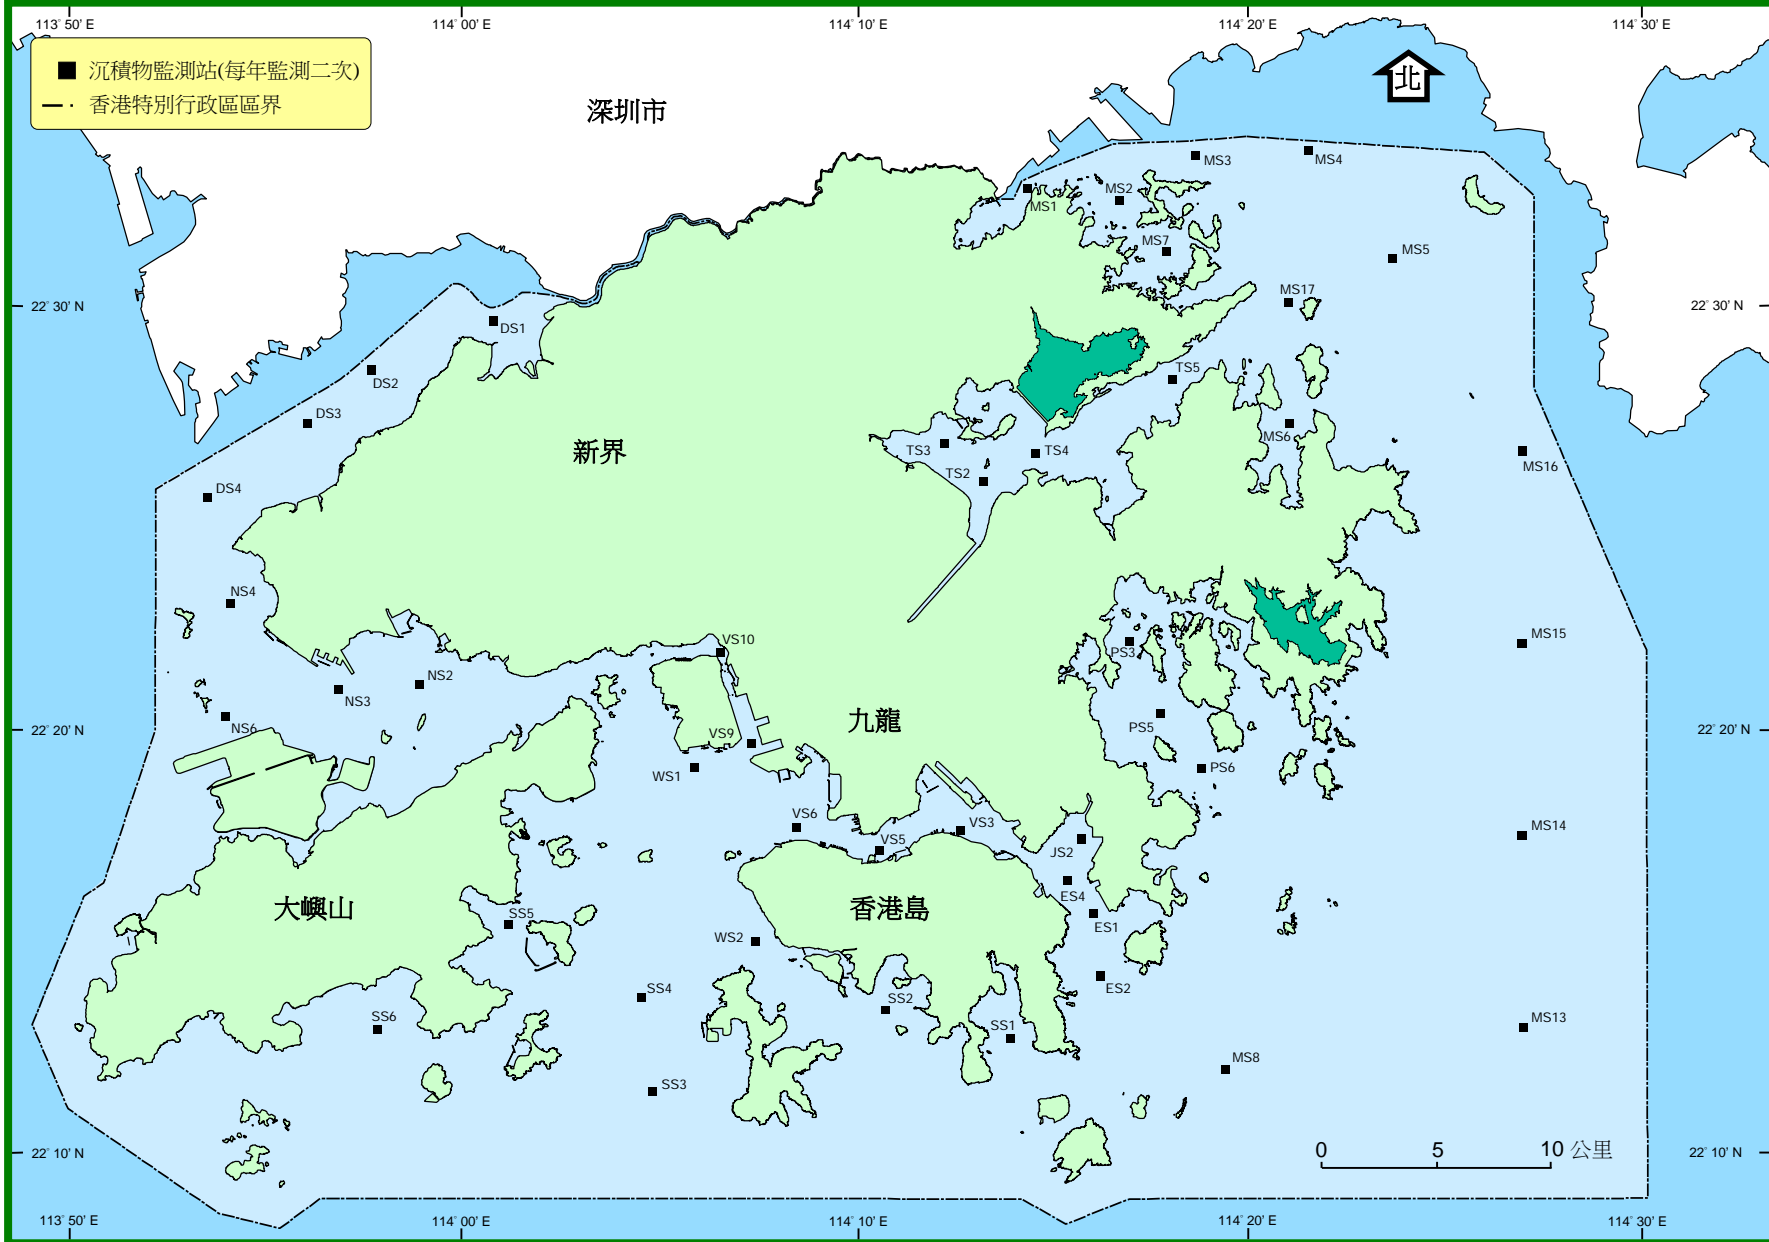 113° 50' E
114° 00' E
114° 10' E
114° 20' E
114° 30' E
沉積物監測站(每年監測二次)
香港特別行政區區界
北
深圳市
MS3
MS4
MS1
MS2
MS7
MS5
MS17
22° 30' N
22° 30' N
DS1
DS2
TS5
DS3
MS6
新界
TS3
TS4
MS16
TS2
DS4
NS4
MS15
VS10
PS3
NS2
NS3
NS6
22° 20' N
九龍
PS5
22° 20' N
VS9
WS1
PS6
VS6
VS3
VS5
JS2
MS14
大嶼山
香港島
ES4
SS5
ES1
WS2
SS4
ES2
SS2
SS6
SS1
MS13
MS8
SS3
22° 10' N
0
5
10 公里
22° 10' N
113° 50' E
114° 00' E
114° 10' E
114° 20' E
114° 30' E